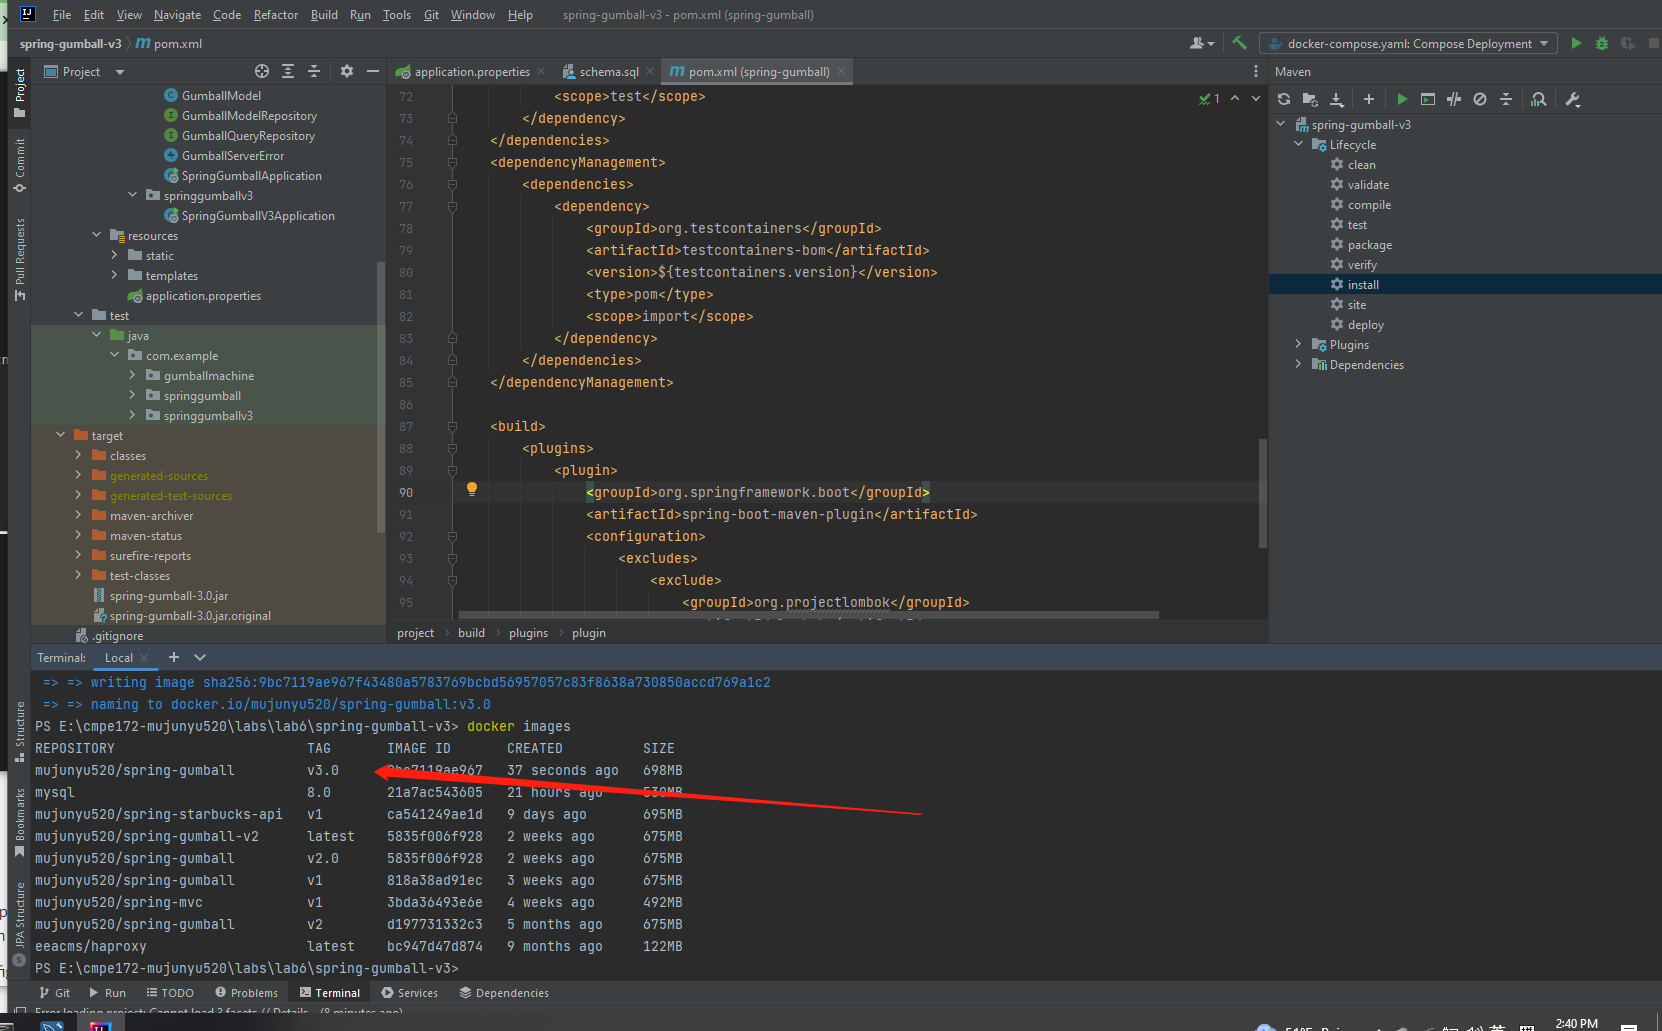 File Edit View Navigate Code Refactor Build Run Tools Git Window Help spring-gumball-v3 - pom.xml (spring-gumball)
spring-gumball-v3 pom.xml
docker-compose.yaml: Compose Deployment
Project
application.properties schema.sql pom.xml (spring-gumball)
Maven
Project
Commit
Pull Requests
GumballModel
GumballModelRepository
GumballQueryRepository
GumballServerError
SpringGumballApplication
springgumballv3
SpringGumballV3Application
resources
static
templates
application.properties
test
java
com.example
gumballmachine
springgumball
springgumballv3
target
classes
generated-sources
generated-test-sources
maven-archiver
maven-status
surefire-reports
test-classes
spring-gumball-3.0.jar
spring-gumball-3.0.jar.original
.gitignore
1
72 <scope>test</scope>
73 </dependency>
74 </dependencies>
75 <dependencyManagement>
76 <dependencies>
77 <dependency>
78 <groupId>org.testcontainers</groupId>
79 <artifactId>testcontainers-bom</artifactId>
80 <version>${testcontainers.version}</version>
81 <type>pom</type>
82 <scope>import</scope>
83 </dependency>
84 </dependencies>
85 </dependencyManagement>
86
87 <build>
88 <plugins>
89 <plugin>
90 <groupId>org.springframework.boot</groupId>
91 <artifactId>spring-boot-maven-plugin</artifactId>
92 <configuration>
93 <excludes>
94 <exclude>
95 <groupId>org.projectlombok</groupId>
project build plugins plugin
spring-gumball-v3
Lifecycle
clean
validate
compile
test
package
verify
install
site
deploy
Plugins
Dependencies
Terminal: Local
Structure
Bookmarks
JPA Structure
=> => writing image sha256:9bc7119ae967f43480a5783769bcbd56957057c83f8638a730850accd769a1c2
=> => naming to docker.io/mujunyu520/spring-gumball:v3.0
PS E:\cmpe172-mujunyu520\labs\lab6\spring-gumball-v3> docker images
REPOSITORY TAG IMAGE ID CREATED SIZE
mujunyu520/spring-gumball v3.0 9bc7119ae967 37 seconds ago 698MB
mysql 8.0 21a7ac543605 21 hours ago 538MB
mujunyu520/spring-starbucks-api v1 ca541249ae1d 9 days ago 695MB
mujunyu520/spring-gumball-v2 latest 5835f006f928 2 weeks ago 675MB
mujunyu520/spring-gumball v2.0 5835f006f928 2 weeks ago 675MB
mujunyu520/spring-gumball v1 818a38ad91ec 3 weeks ago 675MB
mujunyu520/spring-mvc v1 3bda36493e6e 4 weeks ago 492MB
mujunyu520/spring-gumball v2 d197731332c3 5 months ago 675MB
eeacms/haproxy latest bc947d47d874 9 months ago 122MB
PS E:\cmpe172-mujunyu520\labs\lab6\spring-gumball-v3>
Git Run TODO Problems Terminal Services Dependencies
Error loading project: Cannot load 3 facets // Details... (8 minutes ago)
2:40 PM